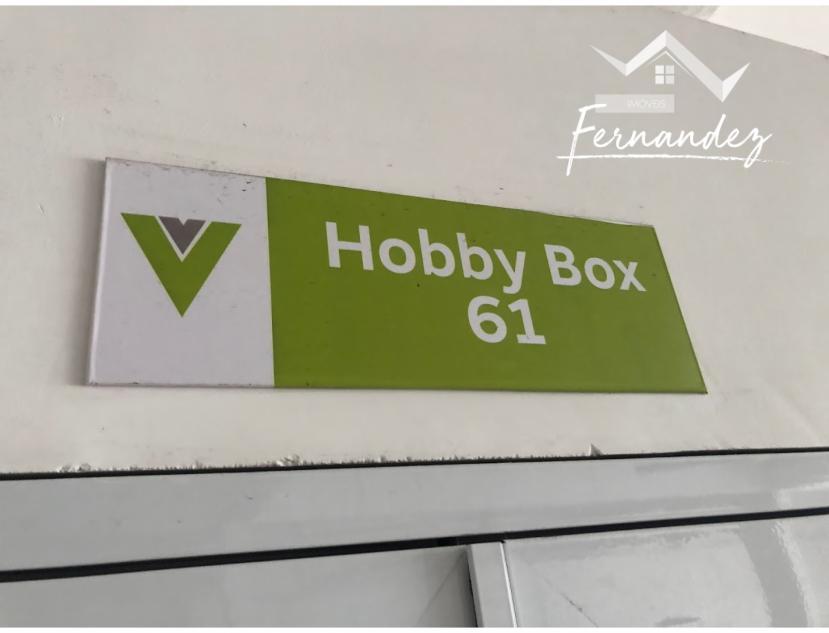 IMÓVEIS
Fernandez
Hobby Box
61